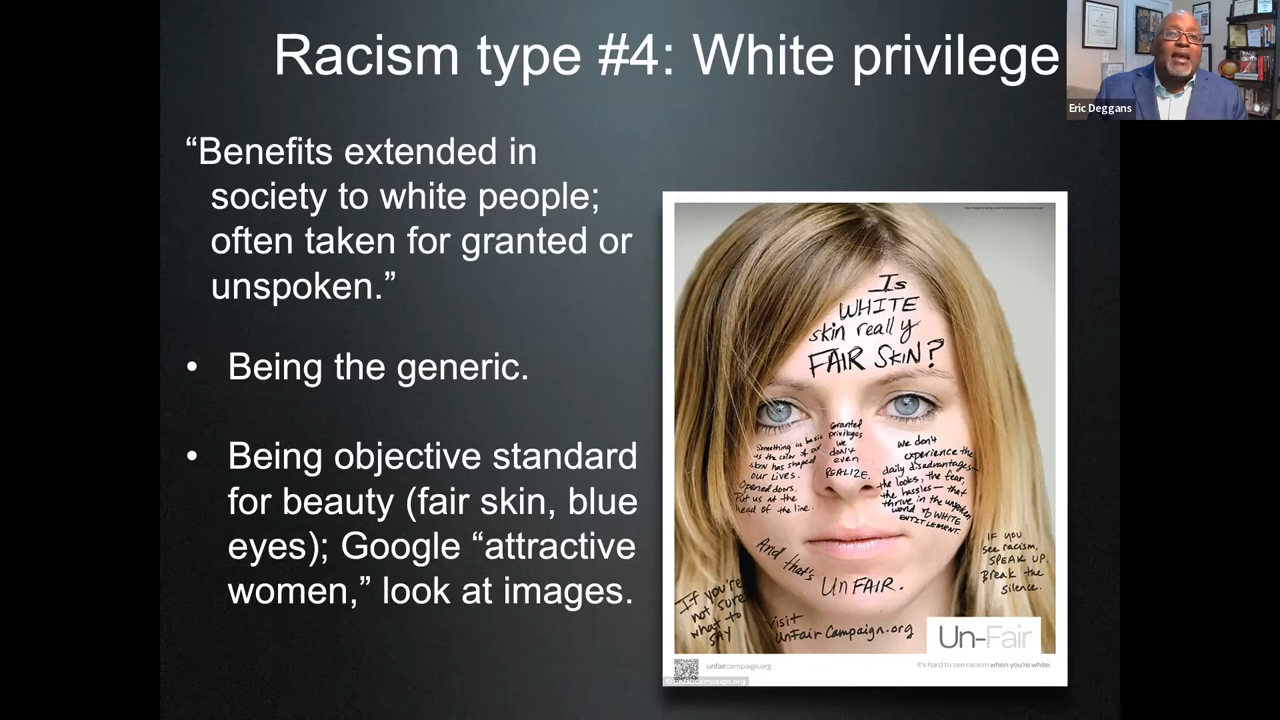 Racism type #4: White privilege
Eric Deggans
“Benefits extended in
society to white people;
often taken for granted or
unspoken.”
• Being the generic.
• Being objective standard
for beauty (fair skin, blue
eyes); Google “attractive
women,” look at images.
Is
WHITE
skin really
FAIR SKIN?
Something as basic
as the color of our
skin has shaped
our LIVES.
Opened doors.
Put us at the
head of the line.
Granted
privileges
we
don't
even
REALIZE.
we don't
experience the
daily disadvantages—
the looks, the fear,
the hassles— that
thrive in the unspoken
world of WHITE
ENTITLEMENT.
And that's
UNFAIR.
IF you
see racism,
SPEAK UP.
Break the
silence.
If you're
not sure
what to
SAY
visit
UnFairCampaign.org
Un-Fair
unfaircampaign.org
It's hard to see racism when you're white.
© unfaircampaign.org